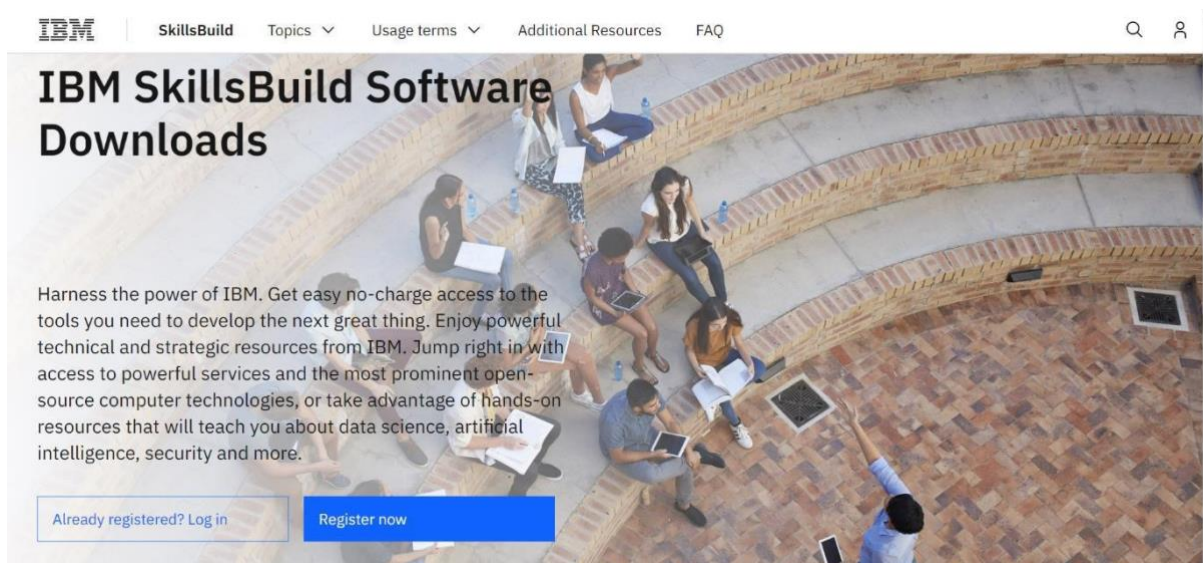 IBM SkillsBuild Topics Usage terms Additional Resources FAQ
IBM SkillsBuild Software
Downloads
Harness the power of IBM. Get easy no-charge access to the
tools you need to develop the next great thing. Enjoy powerful
technical and strategic resources from IBM. Jump right in with
access to powerful services and the most prominent open-
source computer technologies, or take advantage of hands-on
resources that will teach you about data science, artificial
intelligence, security and more.
Already registered? Log in Register now